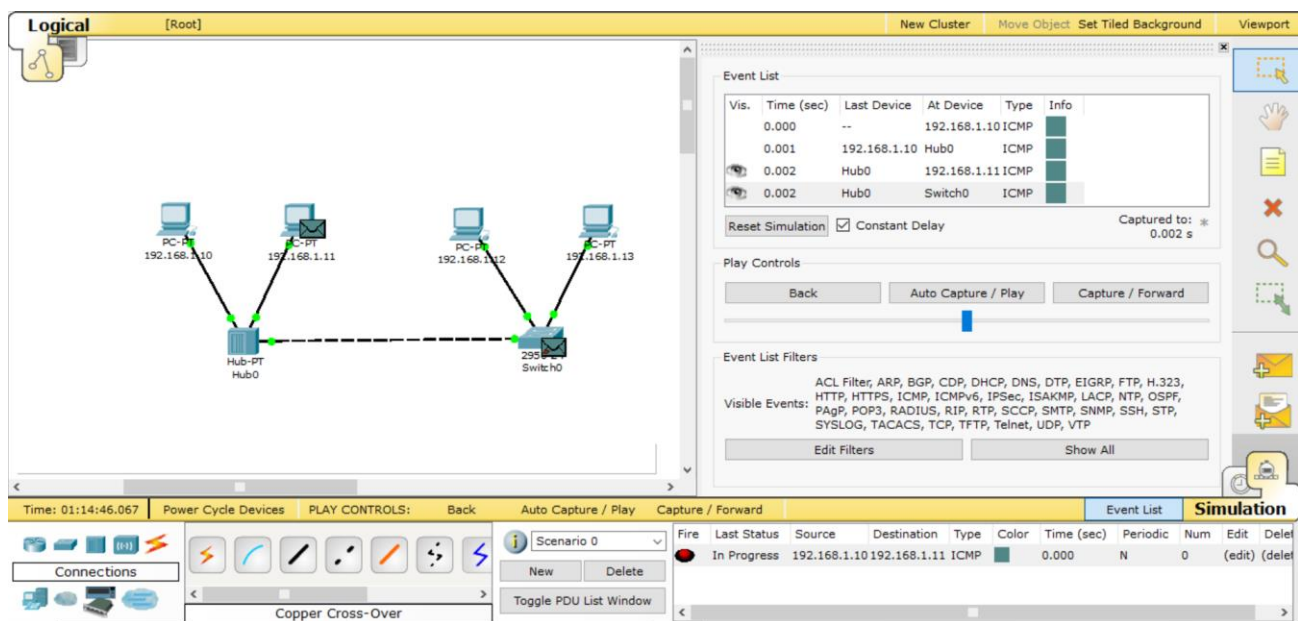 Logical [Root] New Cluster Move Object Set Tiled Background Viewport
Event List
Vis. Time (sec) Last Device At Device Type Info
0.000 -- 192.168.1.10 ICMP
0.001 192.168.1.10 Hub0 ICMP
0.002 Hub0 192.168.1.11 ICMP
0.002 Hub0 Switch0 ICMP
Reset Simulation Constant Delay Captured to: *
0.002 s
Play Controls
Back Auto Capture / Play Capture / Forward
Event List Filters
Visible Events: ACL Filter, ARP, BGP, CDP, DHCP, DNS, DTP, EIGRP, FTP, H.323,
HTTP, HTTPS, ICMP, ICMPv6, IPSec, ISAKMP, LACP, NTP, OSPF,
PAgP, POP3, RADIUS, RIP, RTP, SCCP, SMTP, SNMP, SSH, STP,
SYSLOG, TACACS, TCP, TFTP, Telnet, UDP, VTP
Edit Filters Show All
PC-PT
192.168.1.10
PC-PT
192.168.1.11
PC-PT
192.168.1.12
PC-PT
192.168.1.13
Hub-PT
Hub0
Switch0
Time: 01:14:46.067 Power Cycle Devices PLAY CONTROLS: Back Auto Capture / Play Capture / Forward Event List Simulation
Connections
Copper Cross-Over
Scenario 0
New Delete
Toggle PDU List Window
Fire Last Status Source Destination Type Color Time (sec) Periodic Num Edit Delet
In Progress 192.168.1.10 192.168.1.11 ICMP 0.000 N 0 (edit) (delet